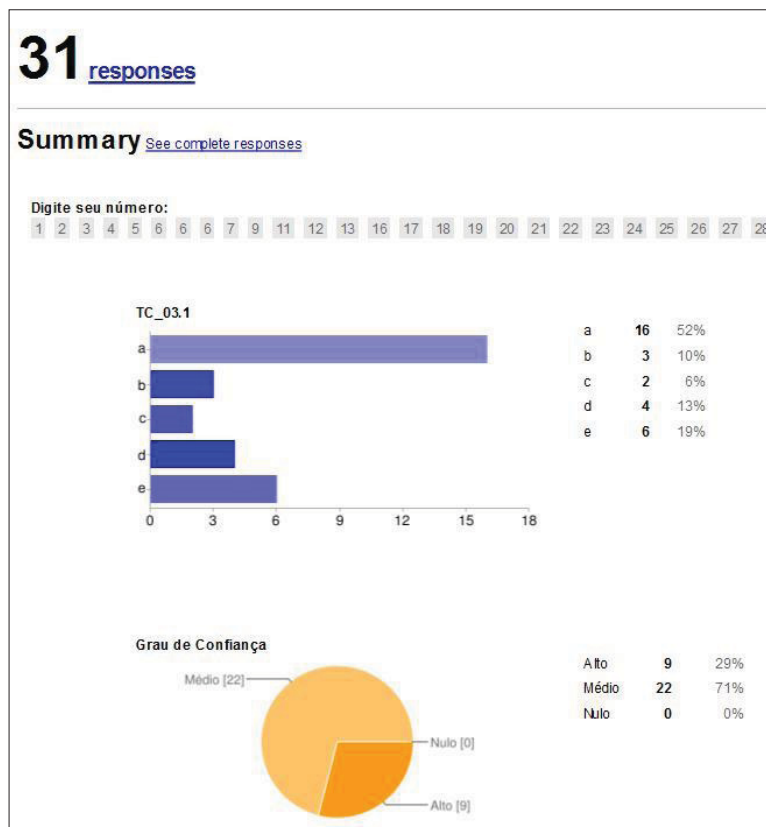 31 responses
Summary See complete responses
Digite seu número:
1 2 3 4 5 6 6 6 7 9 11 12 13 16 17 18 19 20 21 22 23 24 25 26 27 28
TC_03.1
a
b
c
d
e
0 3 6 9 12 15 18
a 16 52%
b 3 10%
c 2 6%
d 4 13%
e 6 19%
Grau de Confiança
Médio [22]
Nulo [0]
Alto [9]
Alto 9 29%
Médio 22 71%
Nulo 0 0%